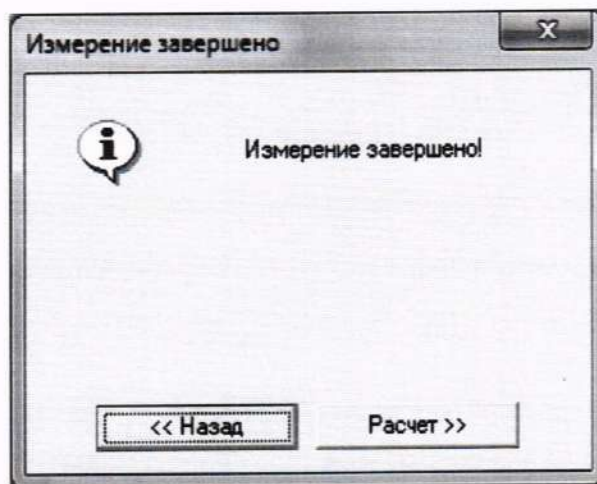 Измерение завершено
x
i
Измерение завершено!
<< Назад
Расчет >>